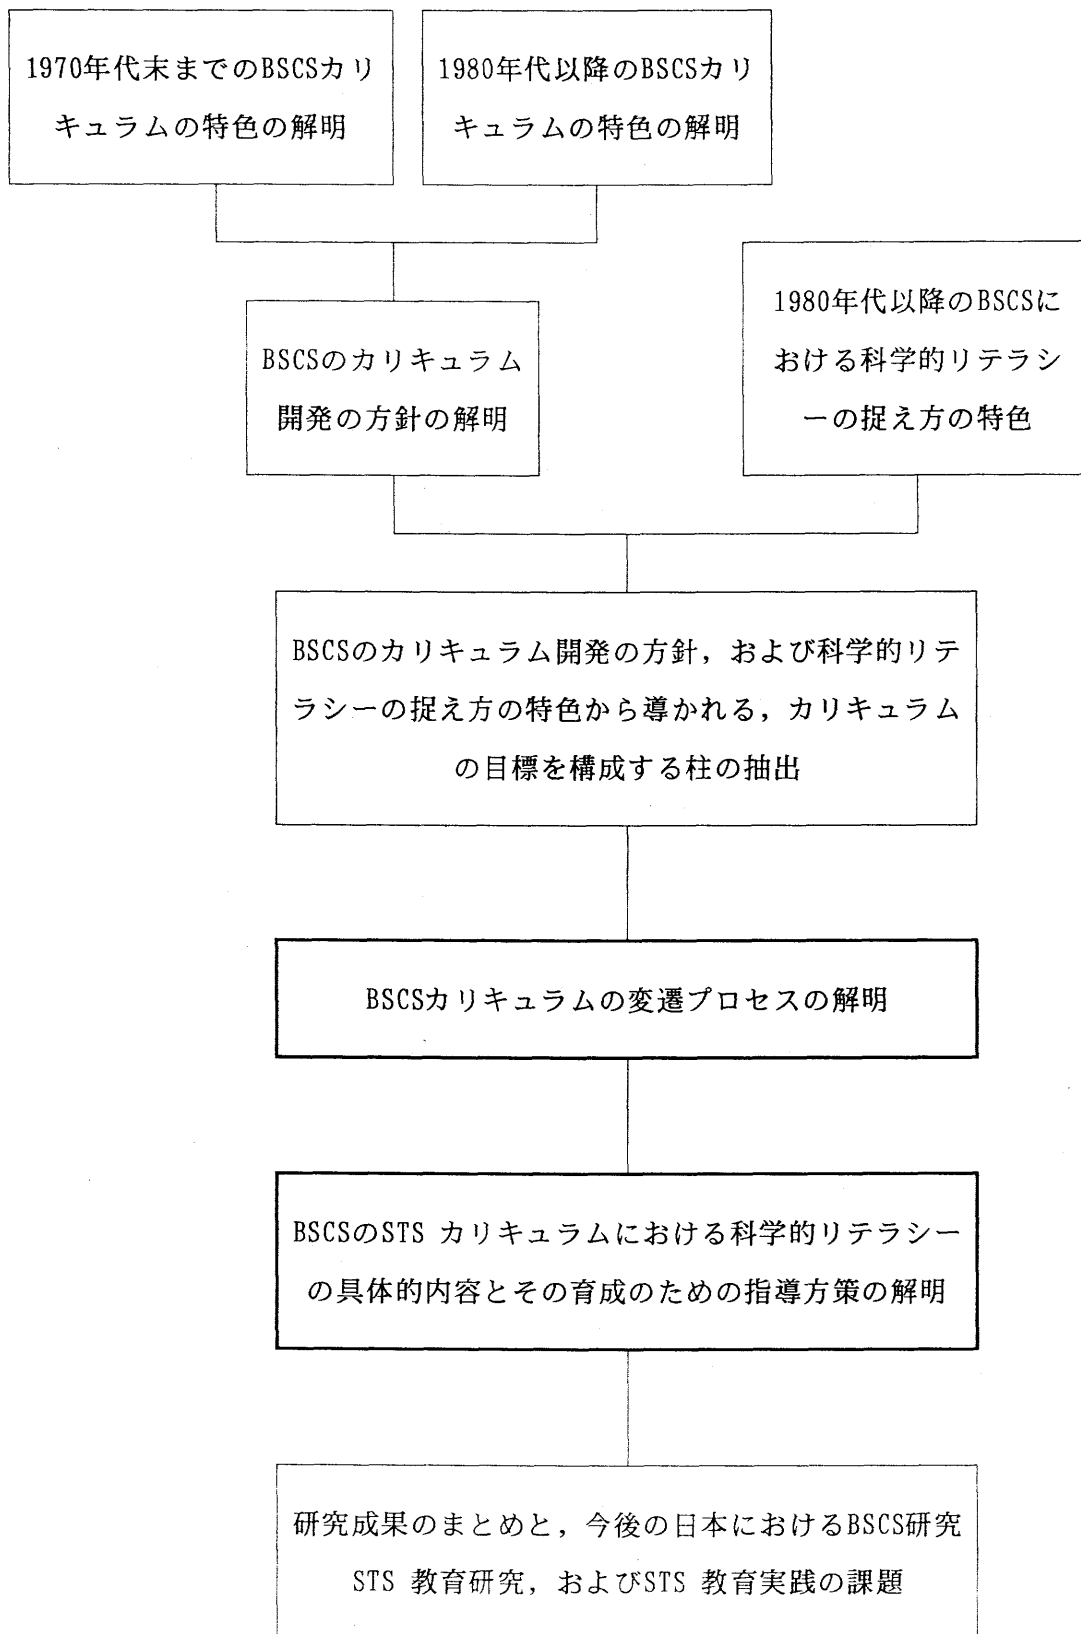 1970年代末までのBSCSカリ
キュラムの特色の解明
1980年代以降のBSCSカリ
キュラムの特色の解明
BSCSのカリキュラム
開発の方針の解明
1980年代以降のBSCSに
おける科学的リテラシ
ーの捉え方の特色
BSCSのカリキュラム開発の方針，および科学的リテ
ラシーの捉え方の特色から導かれる，カリキュラム
の目標を構成する柱の抽出
BSCSカリキュラムの変遷プロセスの解明
BSCSのSTS カリキュラムにおける科学的リテラシー
の具体的内容とその育成のための指導方策の解明
研究成果のまとめと，今後の日本におけるBSCS研究
STS 教育研究，およびSTS 教育実践の課題